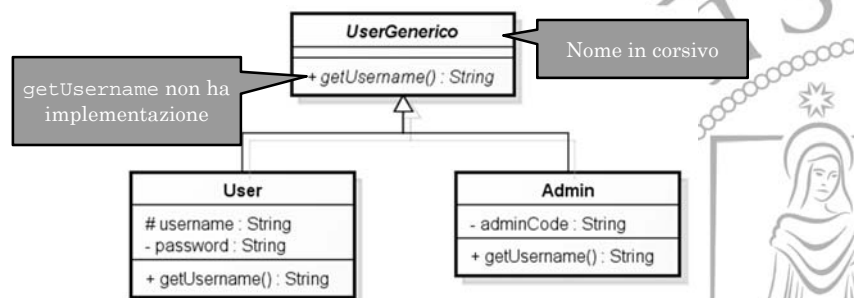 UserGenerico
+ getUsername() : String
Nome in corsivo
getUsername non ha
implementazione
User
# username : String
- password : String
+ getUsername() : String
Admin
- adminCode : String
+ getUsername() : String